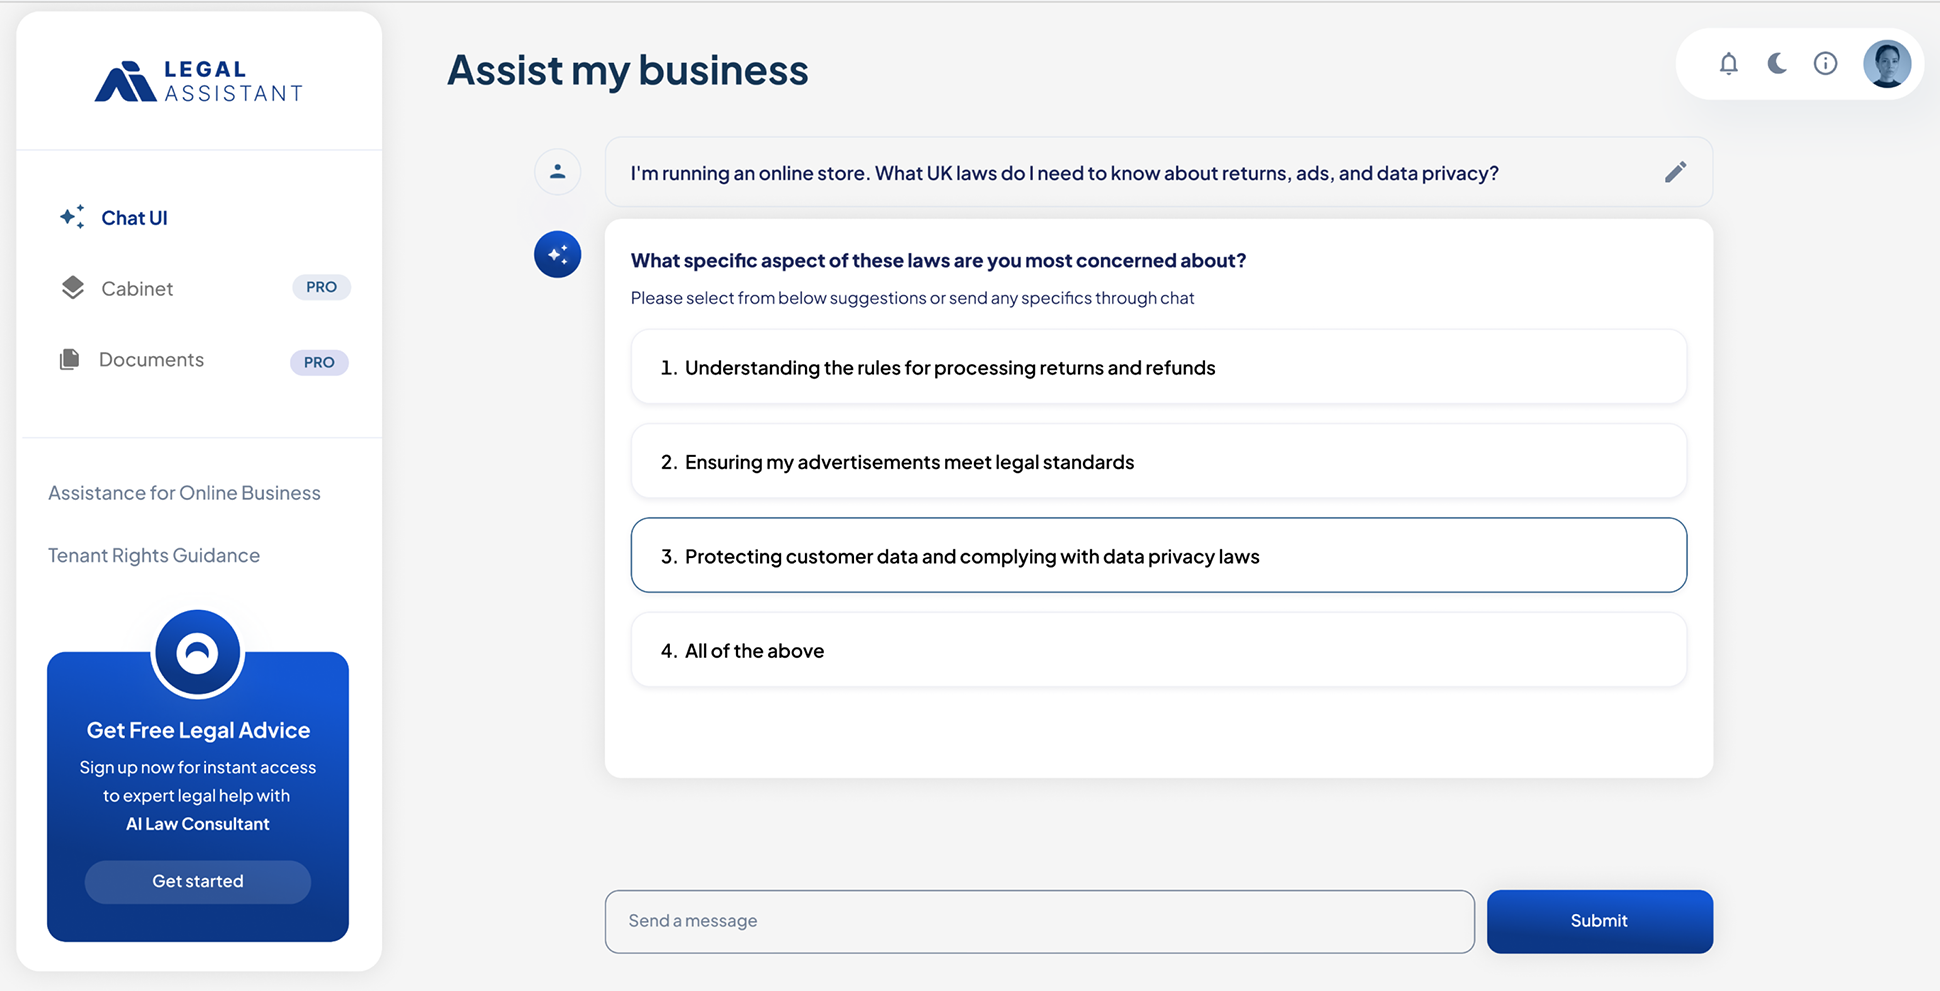 LEGAL
ASSISTANT
Chat UI
Cabinet PRO
Documents PRO
Assistance for Online Business
Tenant Rights Guidance
Get Free Legal Advice
Sign up now for instant access
to expert legal help with
AI Law Consultant
Get started
Assist my business
I'm running an online store. What UK laws do I need to know about returns, ads, and data privacy?
What specific aspect of these laws are you most concerned about?
Please select from below suggestions or send any specifics through chat
1. Understanding the rules for processing returns and refunds
2. Ensuring my advertisements meet legal standards
3. Protecting customer data and complying with data privacy laws
4. All of the above
Send a message
Submit